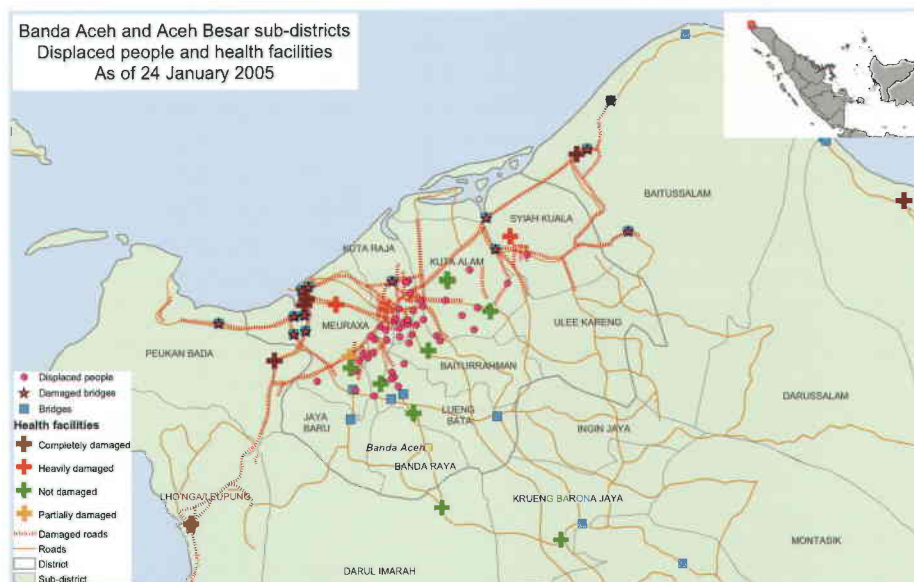 Banda Aceh and Aceh Besar sub-districts
Displaced people and health facilities
As of 24 January 2005
BAITUSSALAM
SYIAH KUALA
KOTA RAJA
KUTA ALAM
MEURAXA
ULEE KARENG
PEUKAN BADA
BAITURRAHMAN
DARUSSALAM
JAYA
BARU
LUENG
BATA
INGIN JAYA
Banda Aceh
BANDA RAYA
LHO'NGA/LEUPUNG
KRUENG BARONA JAYA
MONTASIK
DARUL IMARAH
Displaced people
Damaged bridges
Bridges
Health facilities
Completely damaged
Heavily damaged
Not damaged
Partially damaged
Damaged roads
Roads
District
Sub-district